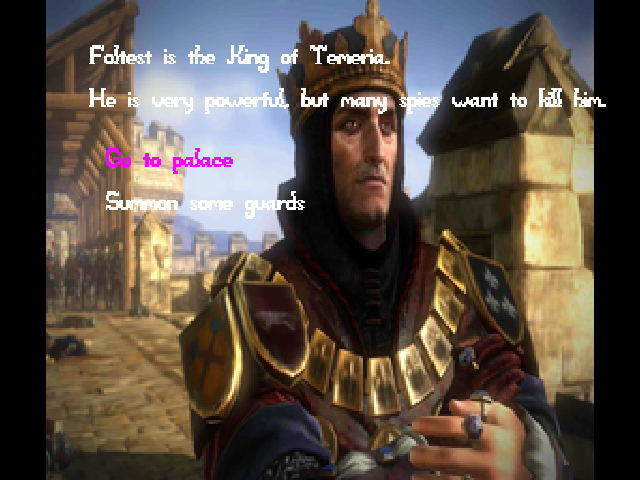 Foltest is the King of Temeria.
He is very powerful, but many spies want to kill him.
Go to palace
Summon some guards